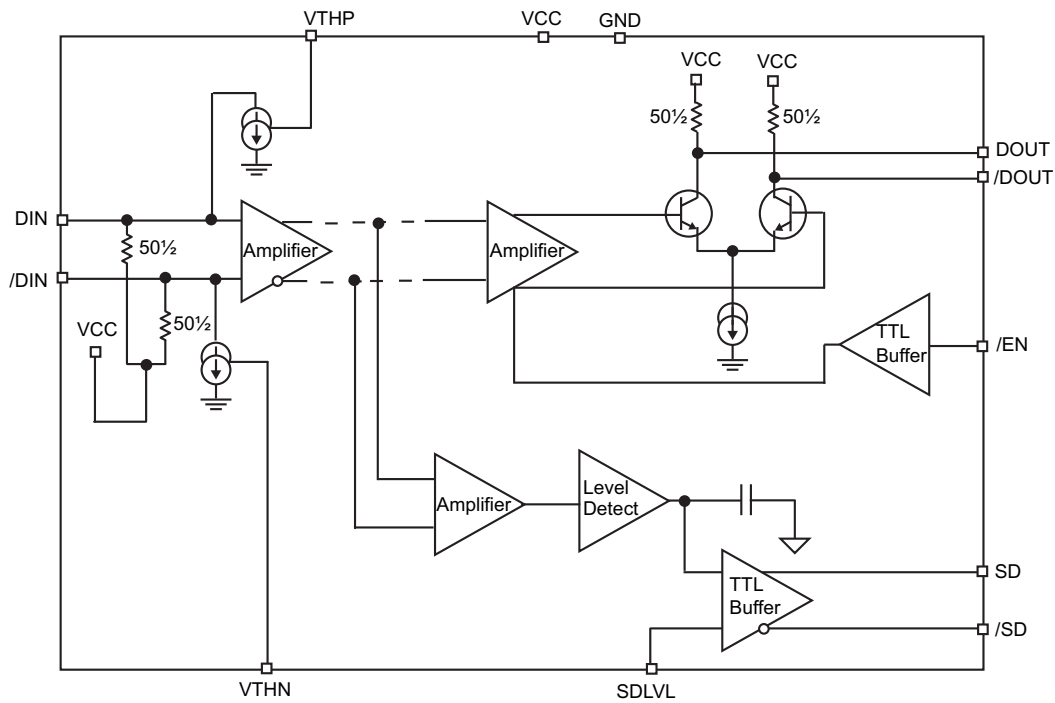 VTHP
VCC
GND
VCC
VCC
50½
50½
DOUT
/DOUT
DIN
50½
Amplifier
Amplifier
/DIN
VCC
50½
TTL
Buffer
/EN
Amplifier
Level
Detect
TTL
Buffer
SD
/SD
VTHN
SDLVL